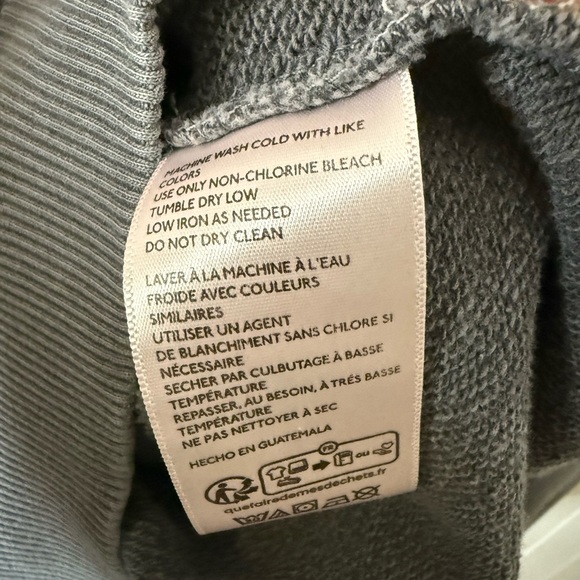 MACHINE WASH COLD WITH LIKE
COLORS
USE ONLY NON-CHLORINE BLEACH
TUMBLE DRY LOW
LOW IRON AS NEEDED
DO NOT DRY CLEAN
LAVER À LA MACHINE À L'EAU
FROIDE AVEC COULEURS
SIMILAIRES
UTILISER UN AGENT
DE BLANCHIMENT SANS CHLORE SI
NÉCESSAIRE
SECHER PAR CULBUTAGE À BASSE
TEMPÉRATURE
REPASSER, AU BESOIN, À TRÉS BASSE
TEMPÉRATURE
NE PAS NETTOYER À SEC
HECHO EN GUATEMALA
FR
ou
quefairedemesdechets.fr